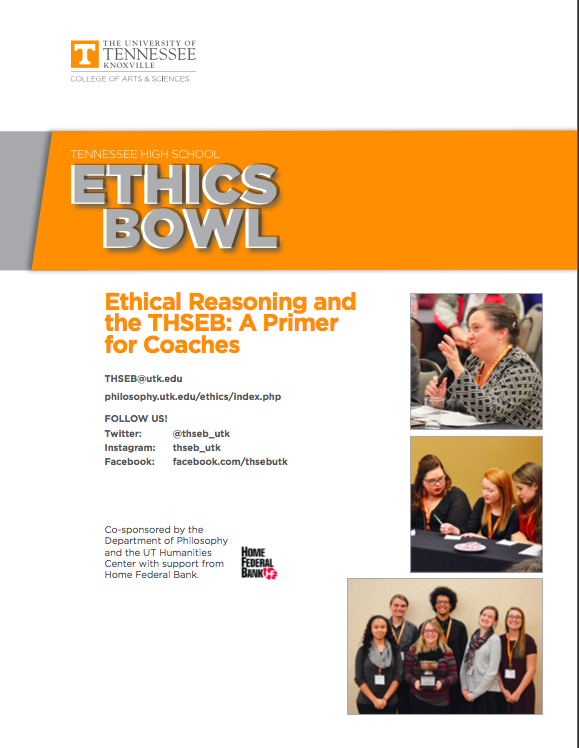 T
THE UNIVERSITY OF
TENNESSEE
KNOXVILLE
COLLEGE OF ARTS & SCIENCES
TENNESSEE HIGH SCHOOL
ETHICS
BOWL
Ethical Reasoning and
the THSEB: A Primer
for Coaches
THSEB@utk.edu
philosophy.utk.edu/ethics/index.php
FOLLOW US!
Twitter: @thseb_utk
Instagram: thseb_utk
Facebook: facebook.com/thsebutk
Co-sponsored by the
Department of Philosophy
and the UT Humanities
Center with support from
Home Federal Bank.
HOME
FEDERAL
BANK